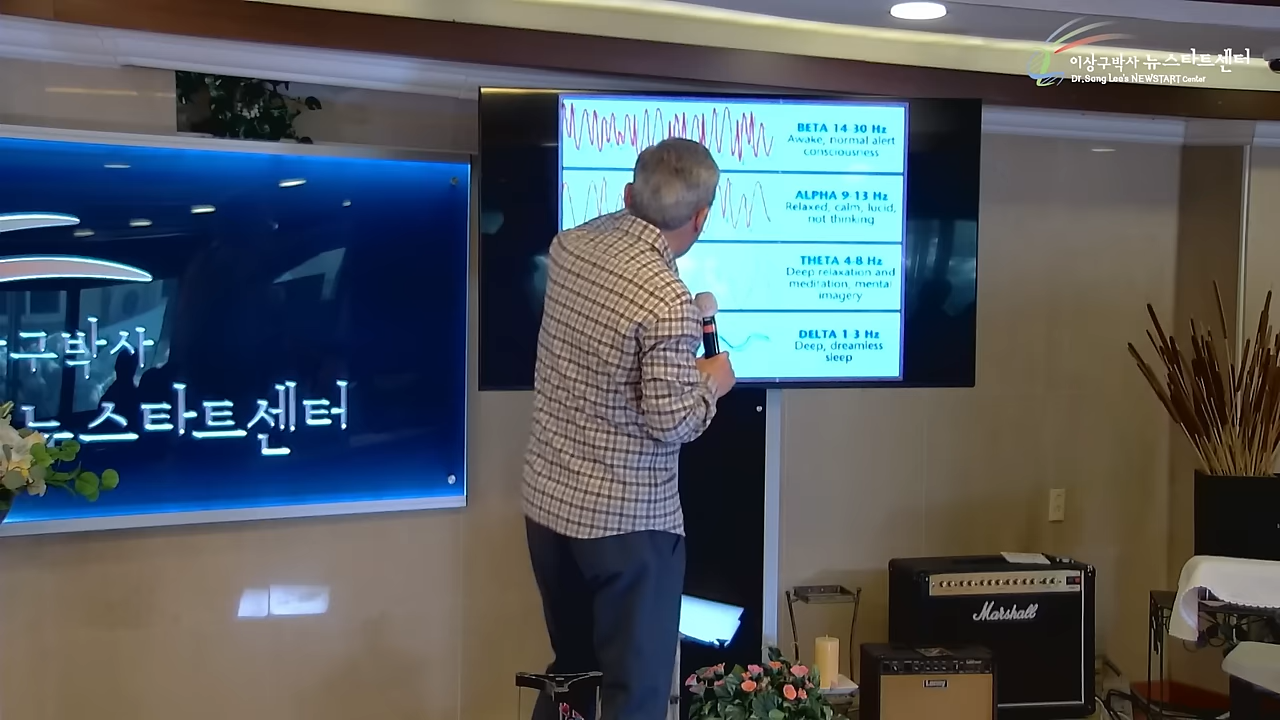 이상구박사 뉴스타트센터
Dr. Sang Lee's NEWSTART Center
BETA 14-30 Hz
Awake, normal alert
consciousness
ALPHA 9-13 Hz
Relaxed, calm, lucid,
not thinking
THETA 4-8 Hz
Deep relaxation and
meditation, mental
imagery
DELTA 1-3 Hz
Deep, dreamless
sleep
구박사
뉴스타트센터
Marshall
Laney